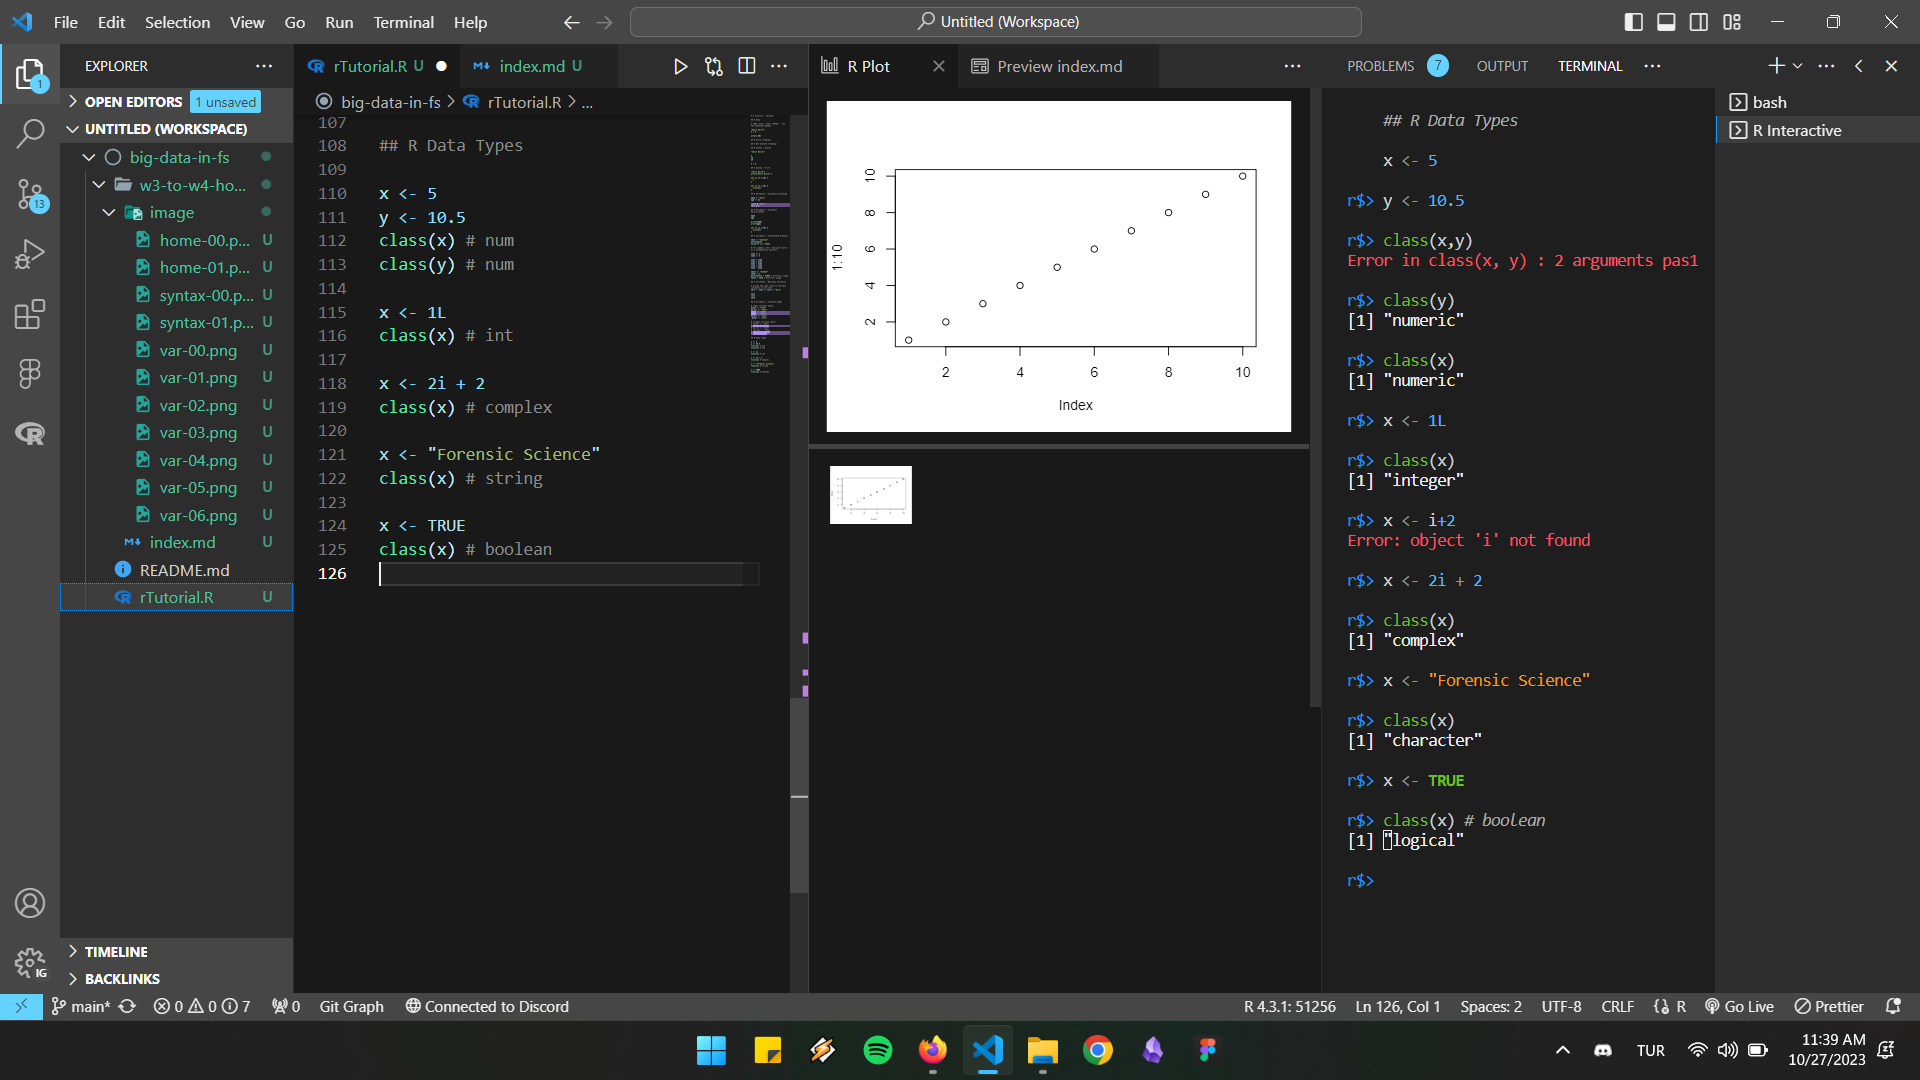 File Edit Selection View Go Run Terminal Help
Untitled (Workspace)
EXPLORER
OPEN EDITORS 1 unsaved
UNTITLED (WORKSPACE)
big-data-in-fs
w3-to-w4-ho...
image
home-00.p... U
home-01.p... U
syntax-00.p... U
syntax-01.p... U
var-00.png U
var-01.png U
var-02.png U
var-03.png U
var-04.png U
var-05.png U
var-06.png U
index.md U
README.md
rTutorial.R U
TIMELINE
BACKLINKS
1
13
IG
rTutorial.R U
index.md U
big-data-in-fs > rTutorial.R > ...
107
108 ## R Data Types
109
110 x <- 5
111 y <- 10.5
112 class(x) # num
113 class(y) # num
114
115 x <- 1L
116 class(x) # int
117
118 x <- 2i + 2
119 class(x) # complex
120
121 x <- "Forensic Science"
122 class(x) # string
123
124 x <- TRUE
125 class(x) # boolean
126
R Plot
Preview index.md
1:10
10
8
6
4
2
2 4 6 8 10
Index
PROBLEMS 7 OUTPUT TERMINAL
bash
R Interactive
## R Data Types
x <- 5
r$> y <- 10.5
r$> class(x,y)
Error in class(x, y) : 2 arguments pas1
r$> class(y)
[1] "numeric"
r$> class(x)
[1] "numeric"
r$> x <- 1L
r$> class(x)
[1] "integer"
r$> x <- i+2
Error: object 'i' not found
r$> x <- 2i + 2
r$> class(x)
[1] "complex"
r$> x <- "Forensic Science"
r$> class(x)
[1] "character"
r$> x <- TRUE
r$> class(x) # boolean
[1] "logical"
r$>
main* 0 0 7 0 Git Graph Connected to Discord
R 4.3.1: 51256 Ln 126, Col 1 Spaces: 2 UTF-8 CRLF R Go Live Prettier
TUR
11:39 AM
10/27/2023